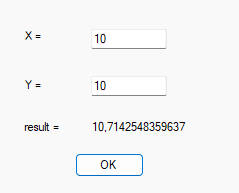 X = 10
Y = 10
result = 10,7142548359637
OK